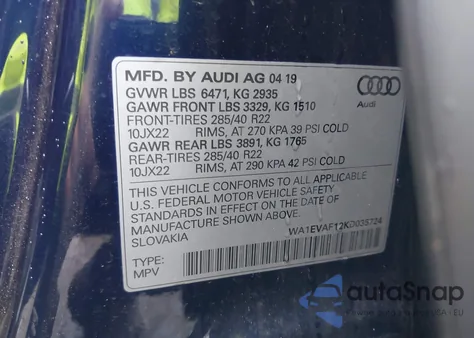 MFD. BY AUDI AG 04 19
GVWR LBS 6471, KG 2935
GAWR FRONT LBS 3329, KG 1510
FRONT-TIRES 285/40 R22
10JX22 RIMS, AT 270 KPA 39 PSI COLD
GAWR REAR LBS 3891, KG 1765
REAR-TIRES 285/40 R22
10JX22 RIMS, AT 290 KPA 42 PSI COLD
Audi
THIS VEHICLE CONFORMS TO ALL APPLICABLE
FEDERAL MOTOR VEHICLE SAFETY
STANDARDS IN EFFECT ON THE DATE OF
MANUFACTURE SHOWN ABOVE
SLOVAKIA
WA1EVAF12KD035724
TYPE:
MPV
autoSnap